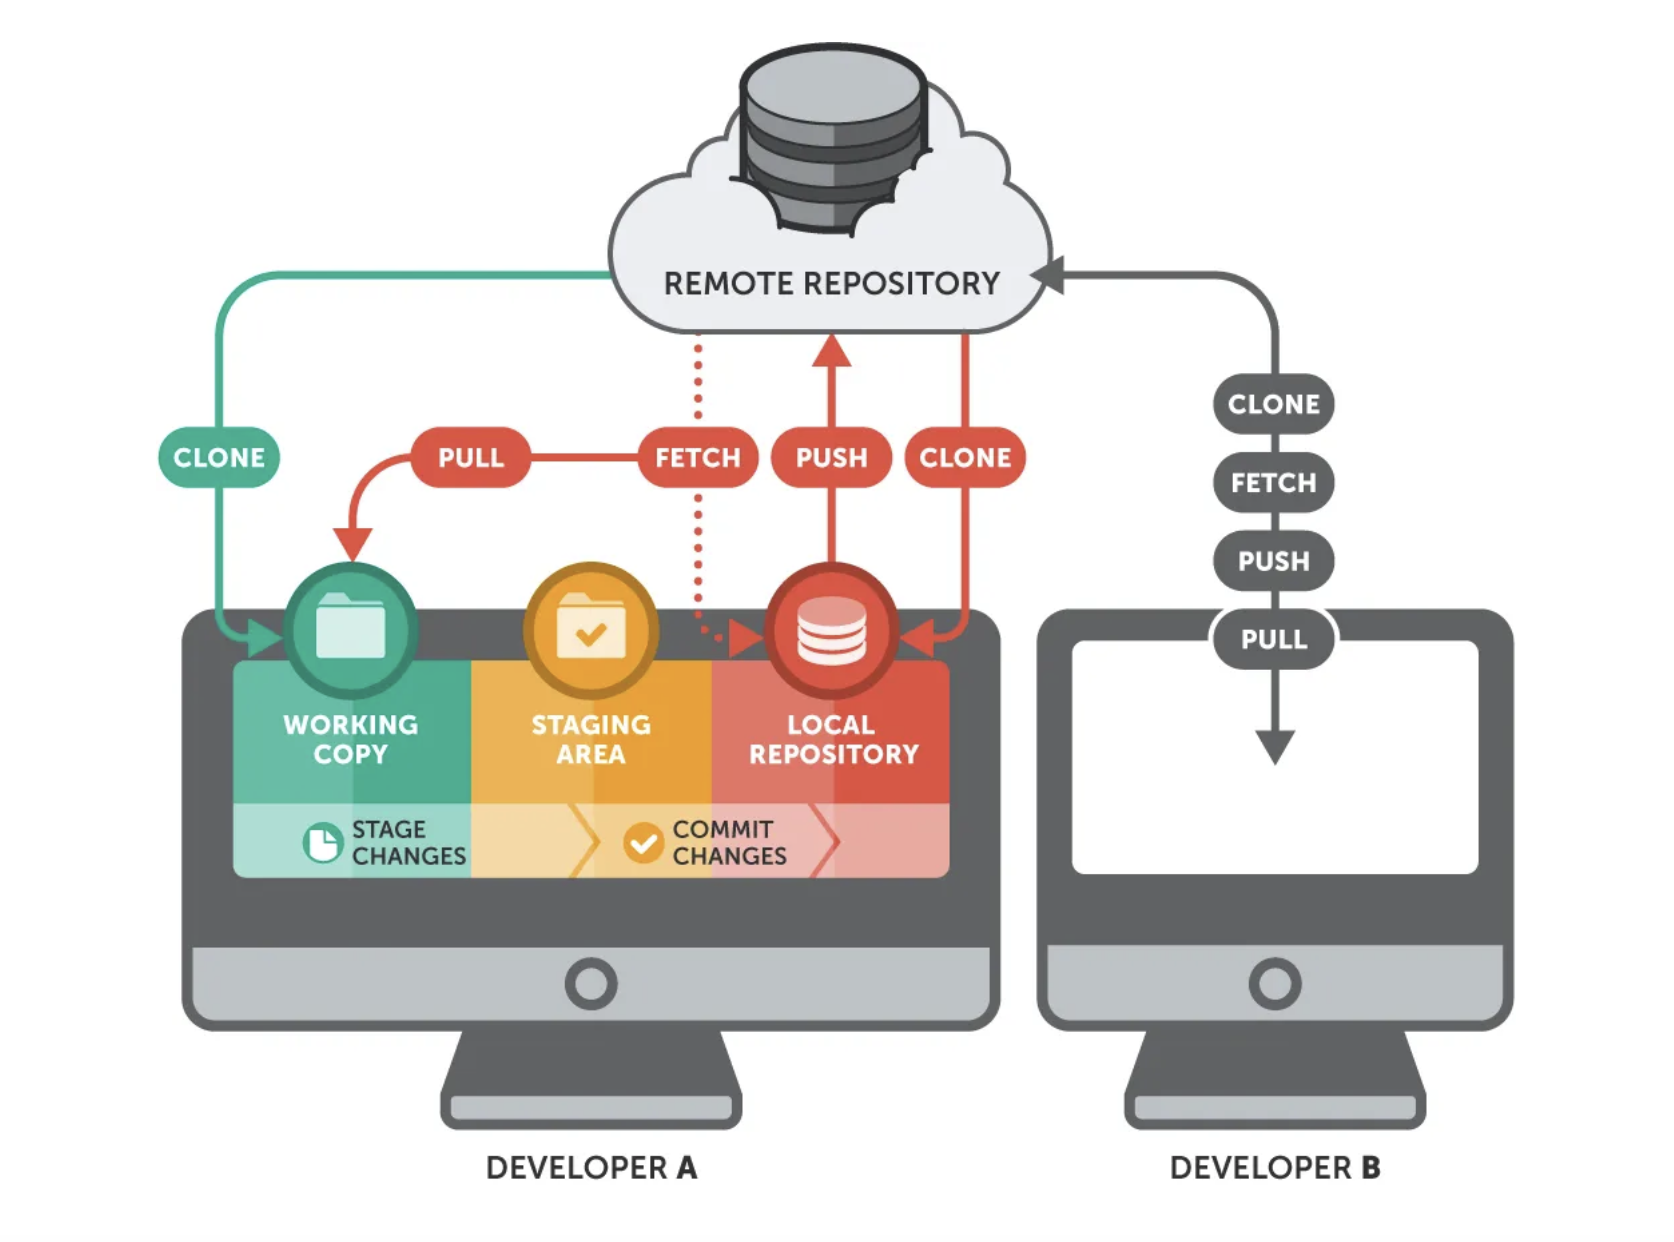 REMOTE REPOSITORY
CLONE
PULL
FETCH
PUSH
CLONE
CLONE
FETCH
PUSH
PULL
WORKING
COPY
STAGING
AREA
LOCAL
REPOSITORY
STAGE
CHANGES
COMMIT
CHANGES
DEVELOPER A
DEVELOPER B